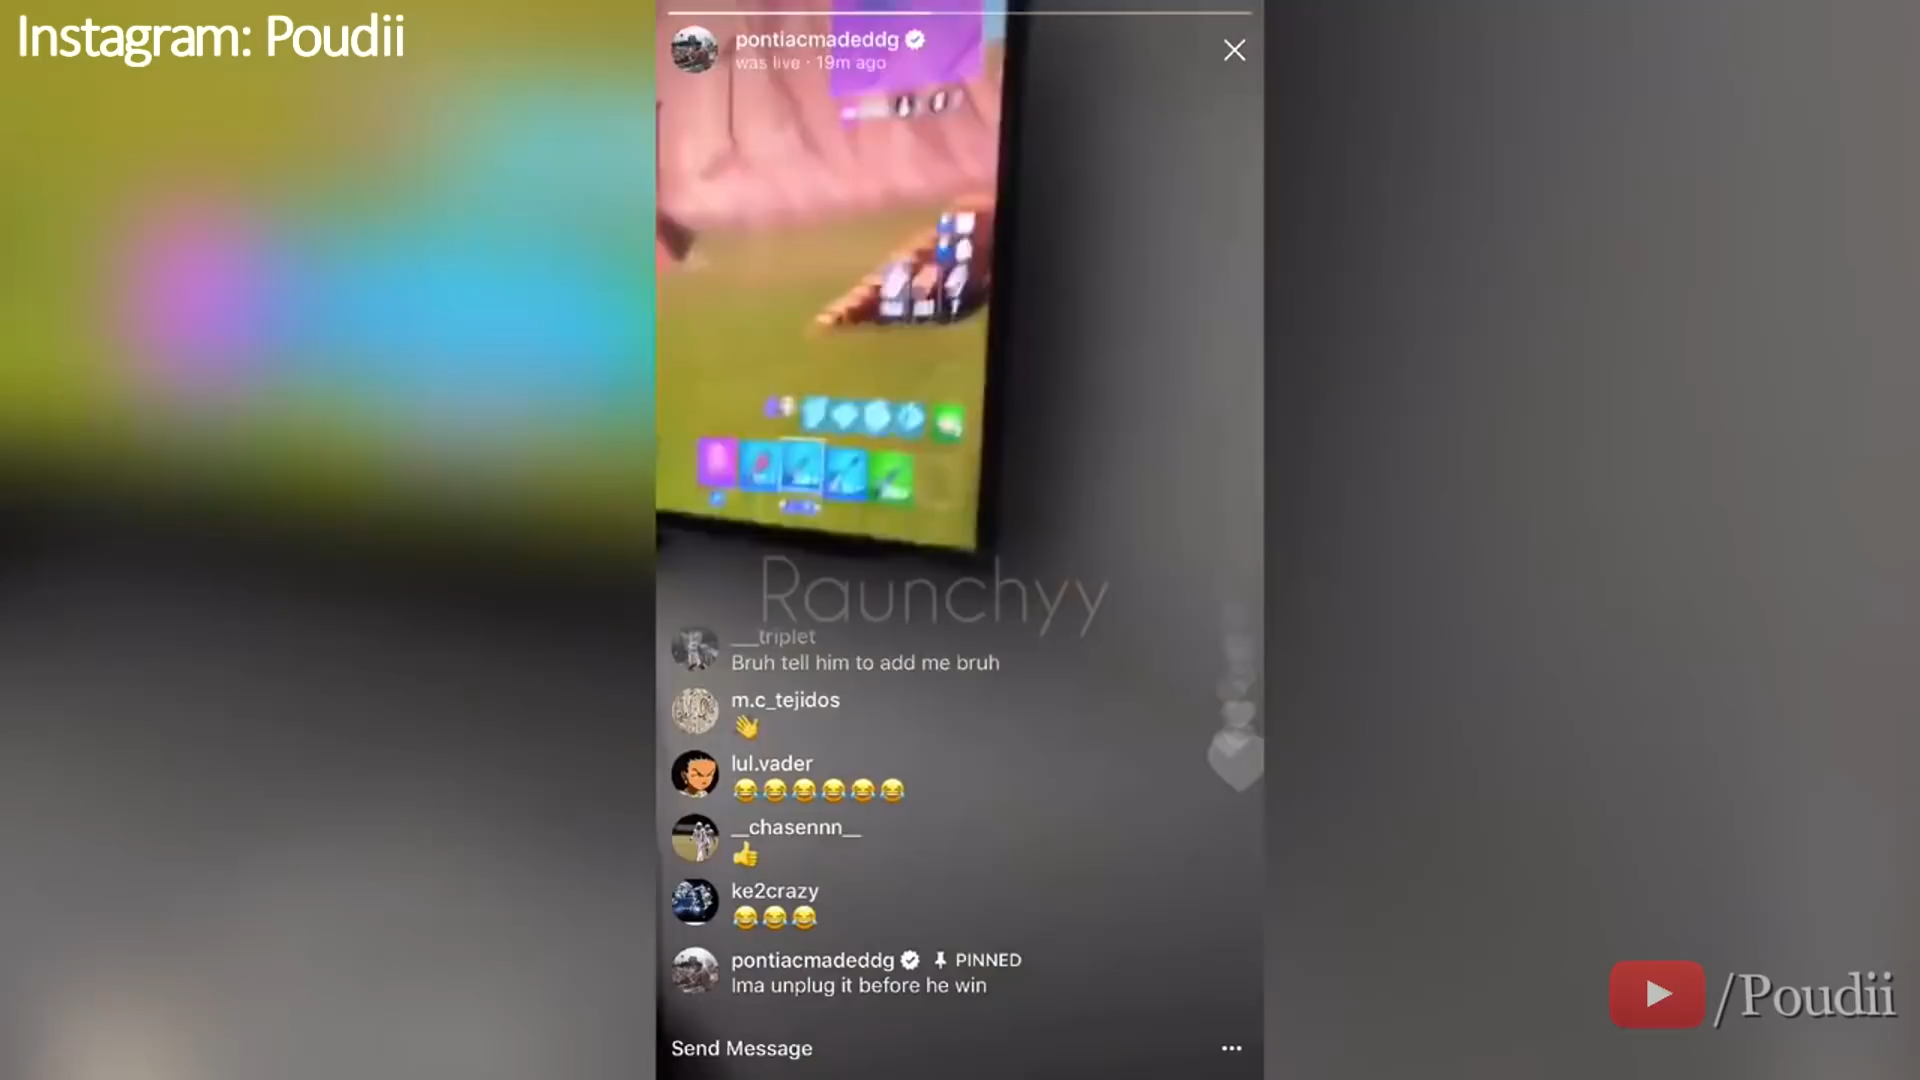 Instagram: Poudii
pontiacmadeddg
was live · 19m ago
Raunchyy
__triplet
Bruh tell him to add me bruh
m.c_tejidos
👋
lul.vader
😂😂😂😂😂😂
__chasennn__
👍
ke2crazy
😂😂😂
pontiacmadeddg PINNED
Ima unplug it before he win
Send Message
/Poudii